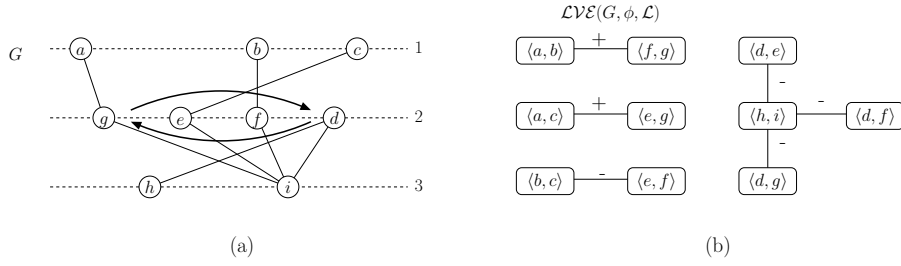 LVE(G, ϕ, L)
G a b c 1
⟨a, b⟩ + ⟨f, g⟩ ⟨d, e⟩
-
g e f d 2
⟨a, c⟩ + ⟨e, g⟩ ⟨h, i⟩ - ⟨d, f⟩
-
h i 3
⟨b, c⟩ - ⟨e, f⟩ ⟨d, g⟩
(a) (b)